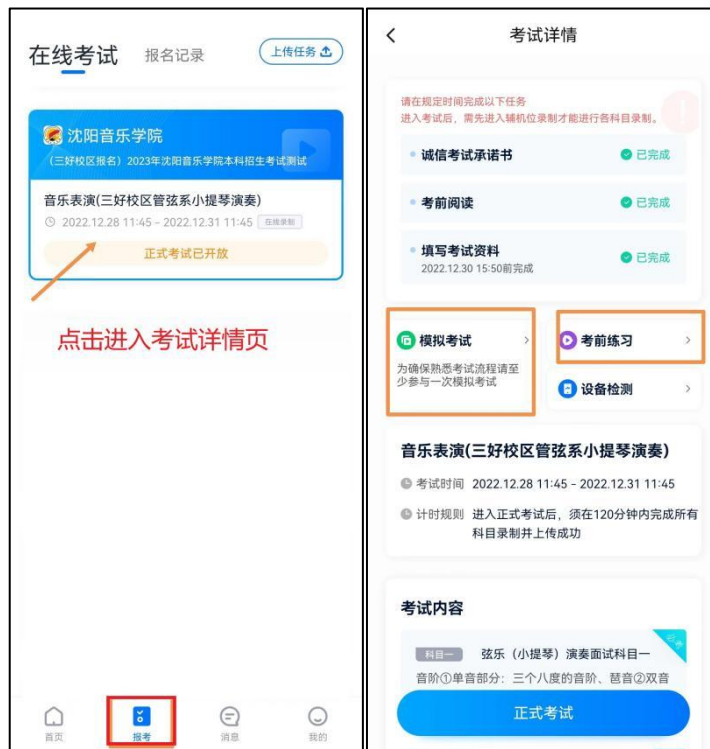 在线考试
报名记录
上传任务
沈阳音乐学院
（三好校区报名）2023年沈阳音乐学院本科招生考试测试
音乐表演(三好校区管弦系小提琴演奏)
2022.12.28 11:45 - 2022.12.31 11:45 在线录制
正式考试已开放
点击进入考试详情页
首页
报考
消息
我的
考试详情
请在规定时间完成以下任务
进入考试后，需先进入辅机位录制才能进行各科目录制。
诚信考试承诺书
已完成
考前阅读
已完成
填写考试资料
2022.12.30 15:50前完成
已完成
模拟考试
为确保熟悉考试流程请至
少参与一次模拟考试
考前练习
设备检测
音乐表演(三好校区管弦系小提琴演奏)
考试时间 2022.12.28 11:45 - 2022.12.31 11:45
计时规则 进入正式考试后，须在120分钟内完成所有
科目录制并上传成功
考试内容
科目一 弦乐（小提琴）演奏面试科目一
音阶①单音部分：三个八度的音阶、琶音②双音
正式考试